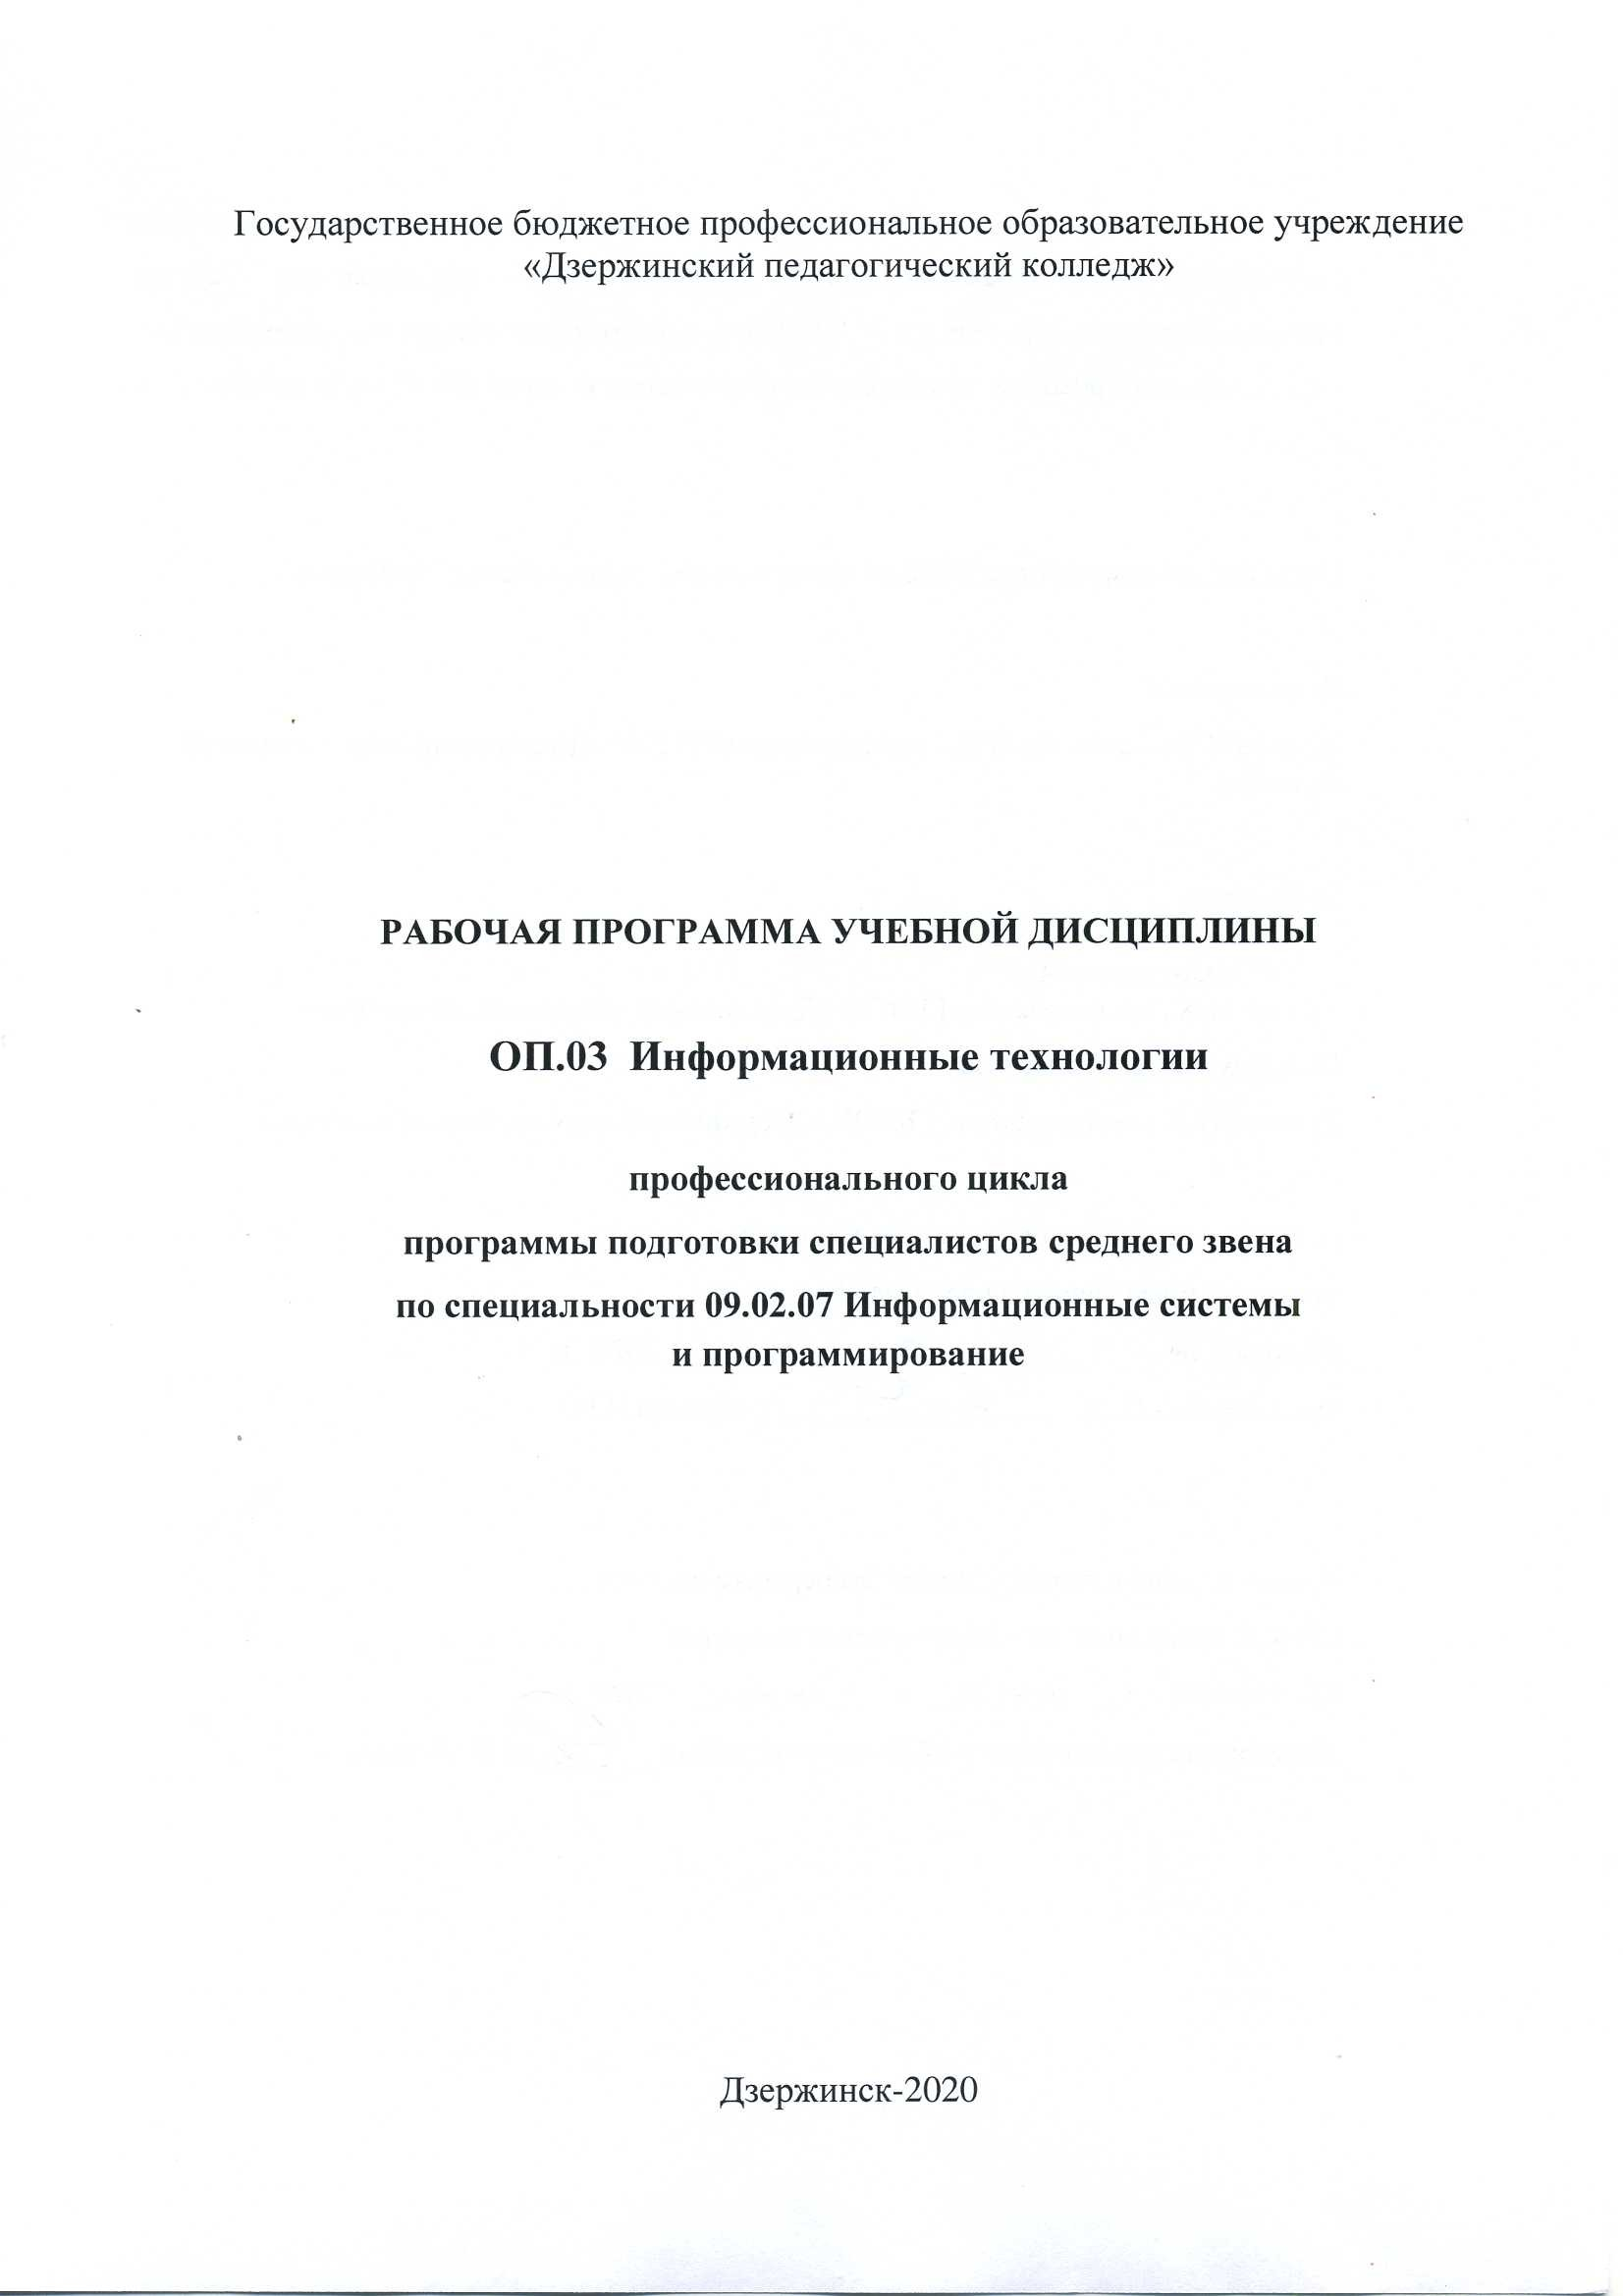 Государственное бюджетное профессиональное образовательное учреждение
«Дзержинский педагогический колледж»
РАБОЧАЯ ПРОГРАММА УЧЕБНОЙ ДИСЦИПЛИНЫ
ОП.03 Информационные технологии
профессионального цикла
программы подготовки специалистов среднего звена
по специальности 09.02.07 Информационные системы
и программирование
Дзержинск-2020